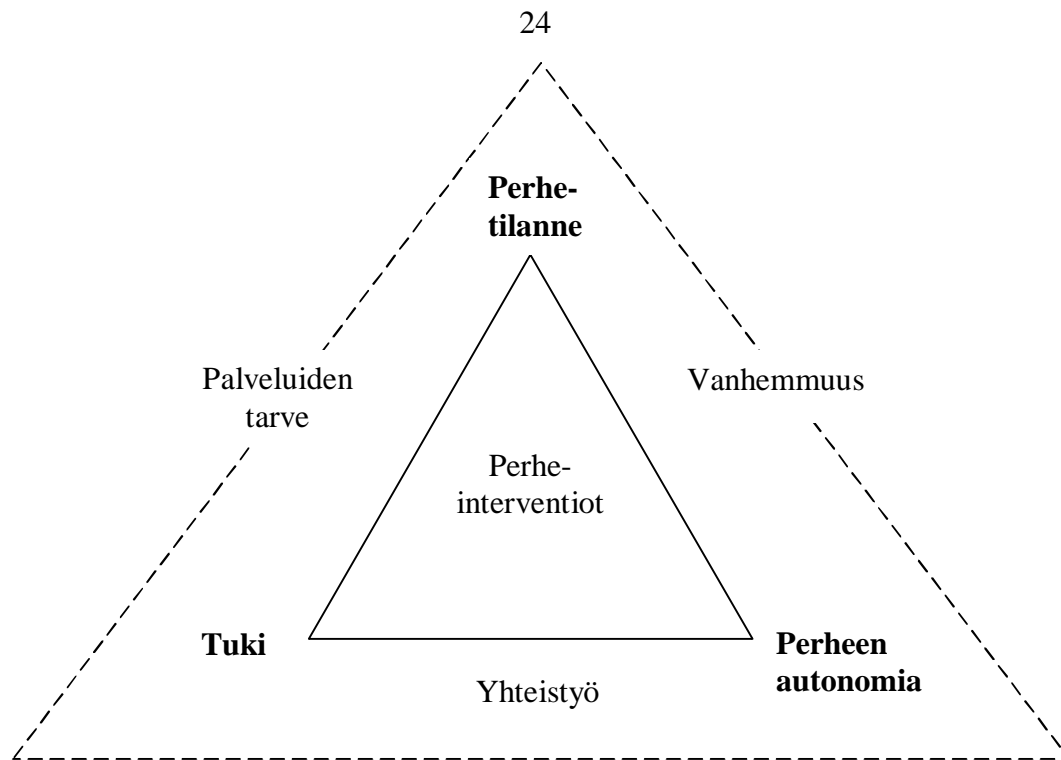 24
Perhe-
tilanne
Palveluiden
tarve
Vanhemmuus
Perhe-
interventiot
Tuki
Perheen
autonomia
Yhteistyö